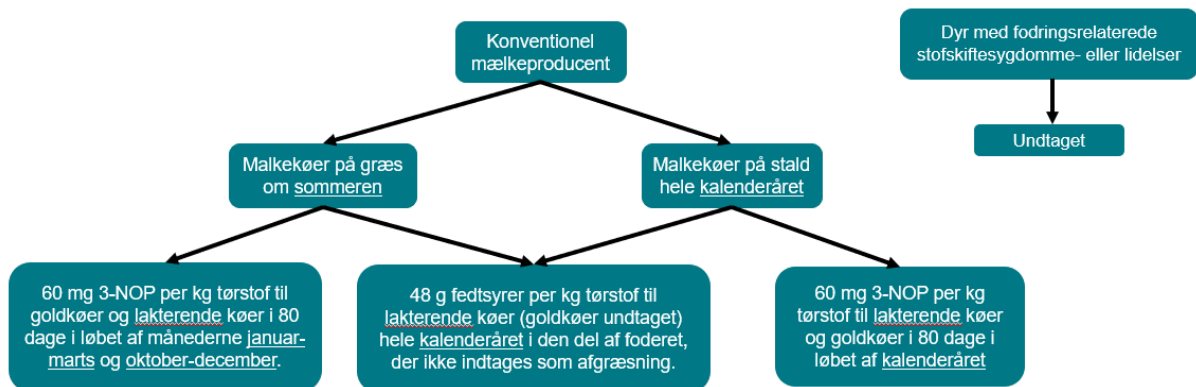 Konventionel
mælkeproducent
Dyr med fodringsrelaterede
stofskiftesygdomme- eller lidelser
Undtaget
Malkekøer på græs
om sommeren
Malkekøer på stald
hele kalenderåret
60 mg 3-NOP per kg tørstof til
goldkøer og lakterende køer i 80
dage i løbet af månederne januar-
marts og oktober-december.
48 g fedtsyrer per kg tørstof til
lakterende køer (goldkøer undtaget)
hele kalenderåret i den del af foderet,
der ikke indtages som afgræsning.
60 mg 3-NOP per kg
tørstof til lakterende køer
og goldkøer i 80 dage i
løbet af kalenderåret